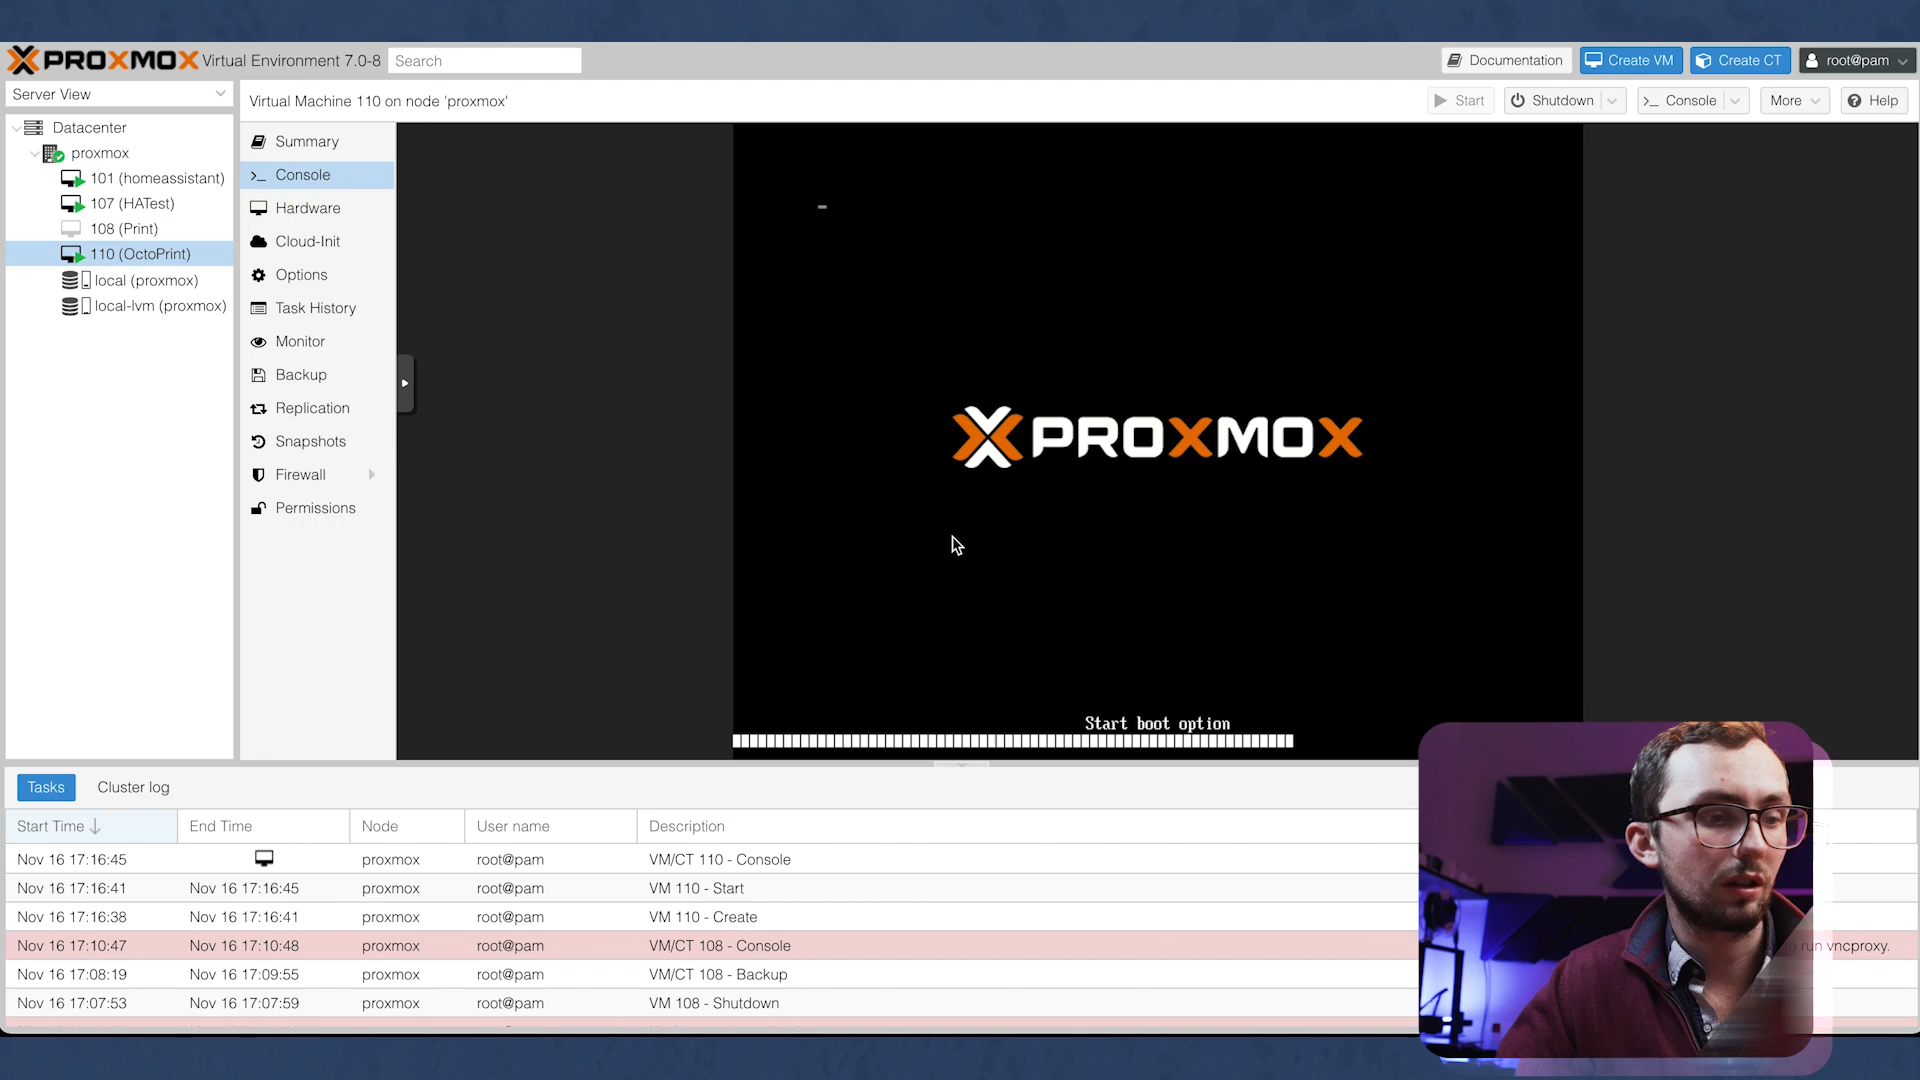 PROXMOX Virtual Environment 7.0-8 Search Documentation Create VM Create CT root@pam
Server View
Virtual Machine 110 on node 'proxmox' Start Shutdown Console More Help
Datacenter
proxmox
101 (homeassistant)
107 (HATest)
108 (Print)
110 (OctoPrint)
local (proxmox)
local-lvm (proxmox)
Summary
Console
Hardware
Cloud-Init
Options
Task History
Monitor
Backup
Replication
Snapshots
Firewall
Permissions
PROXMOX
Start boot option
Tasks Cluster log
Start Time End Time Node User name Description
Nov 16 17:16:45 proxmox root@pam VM/CT 110 - Console
Nov 16 17:16:41 Nov 16 17:16:45 proxmox root@pam VM 110 - Start
Nov 16 17:16:38 Nov 16 17:16:41 proxmox root@pam VM 110 - Create
Nov 16 17:10:47 Nov 16 17:10:48 proxmox root@pam VM/CT 108 - Console run vncproxy.
Nov 16 17:08:19 Nov 16 17:09:55 proxmox root@pam VM/CT 108 - Backup
Nov 16 17:07:53 Nov 16 17:07:59 proxmox root@pam VM 108 - Shutdown